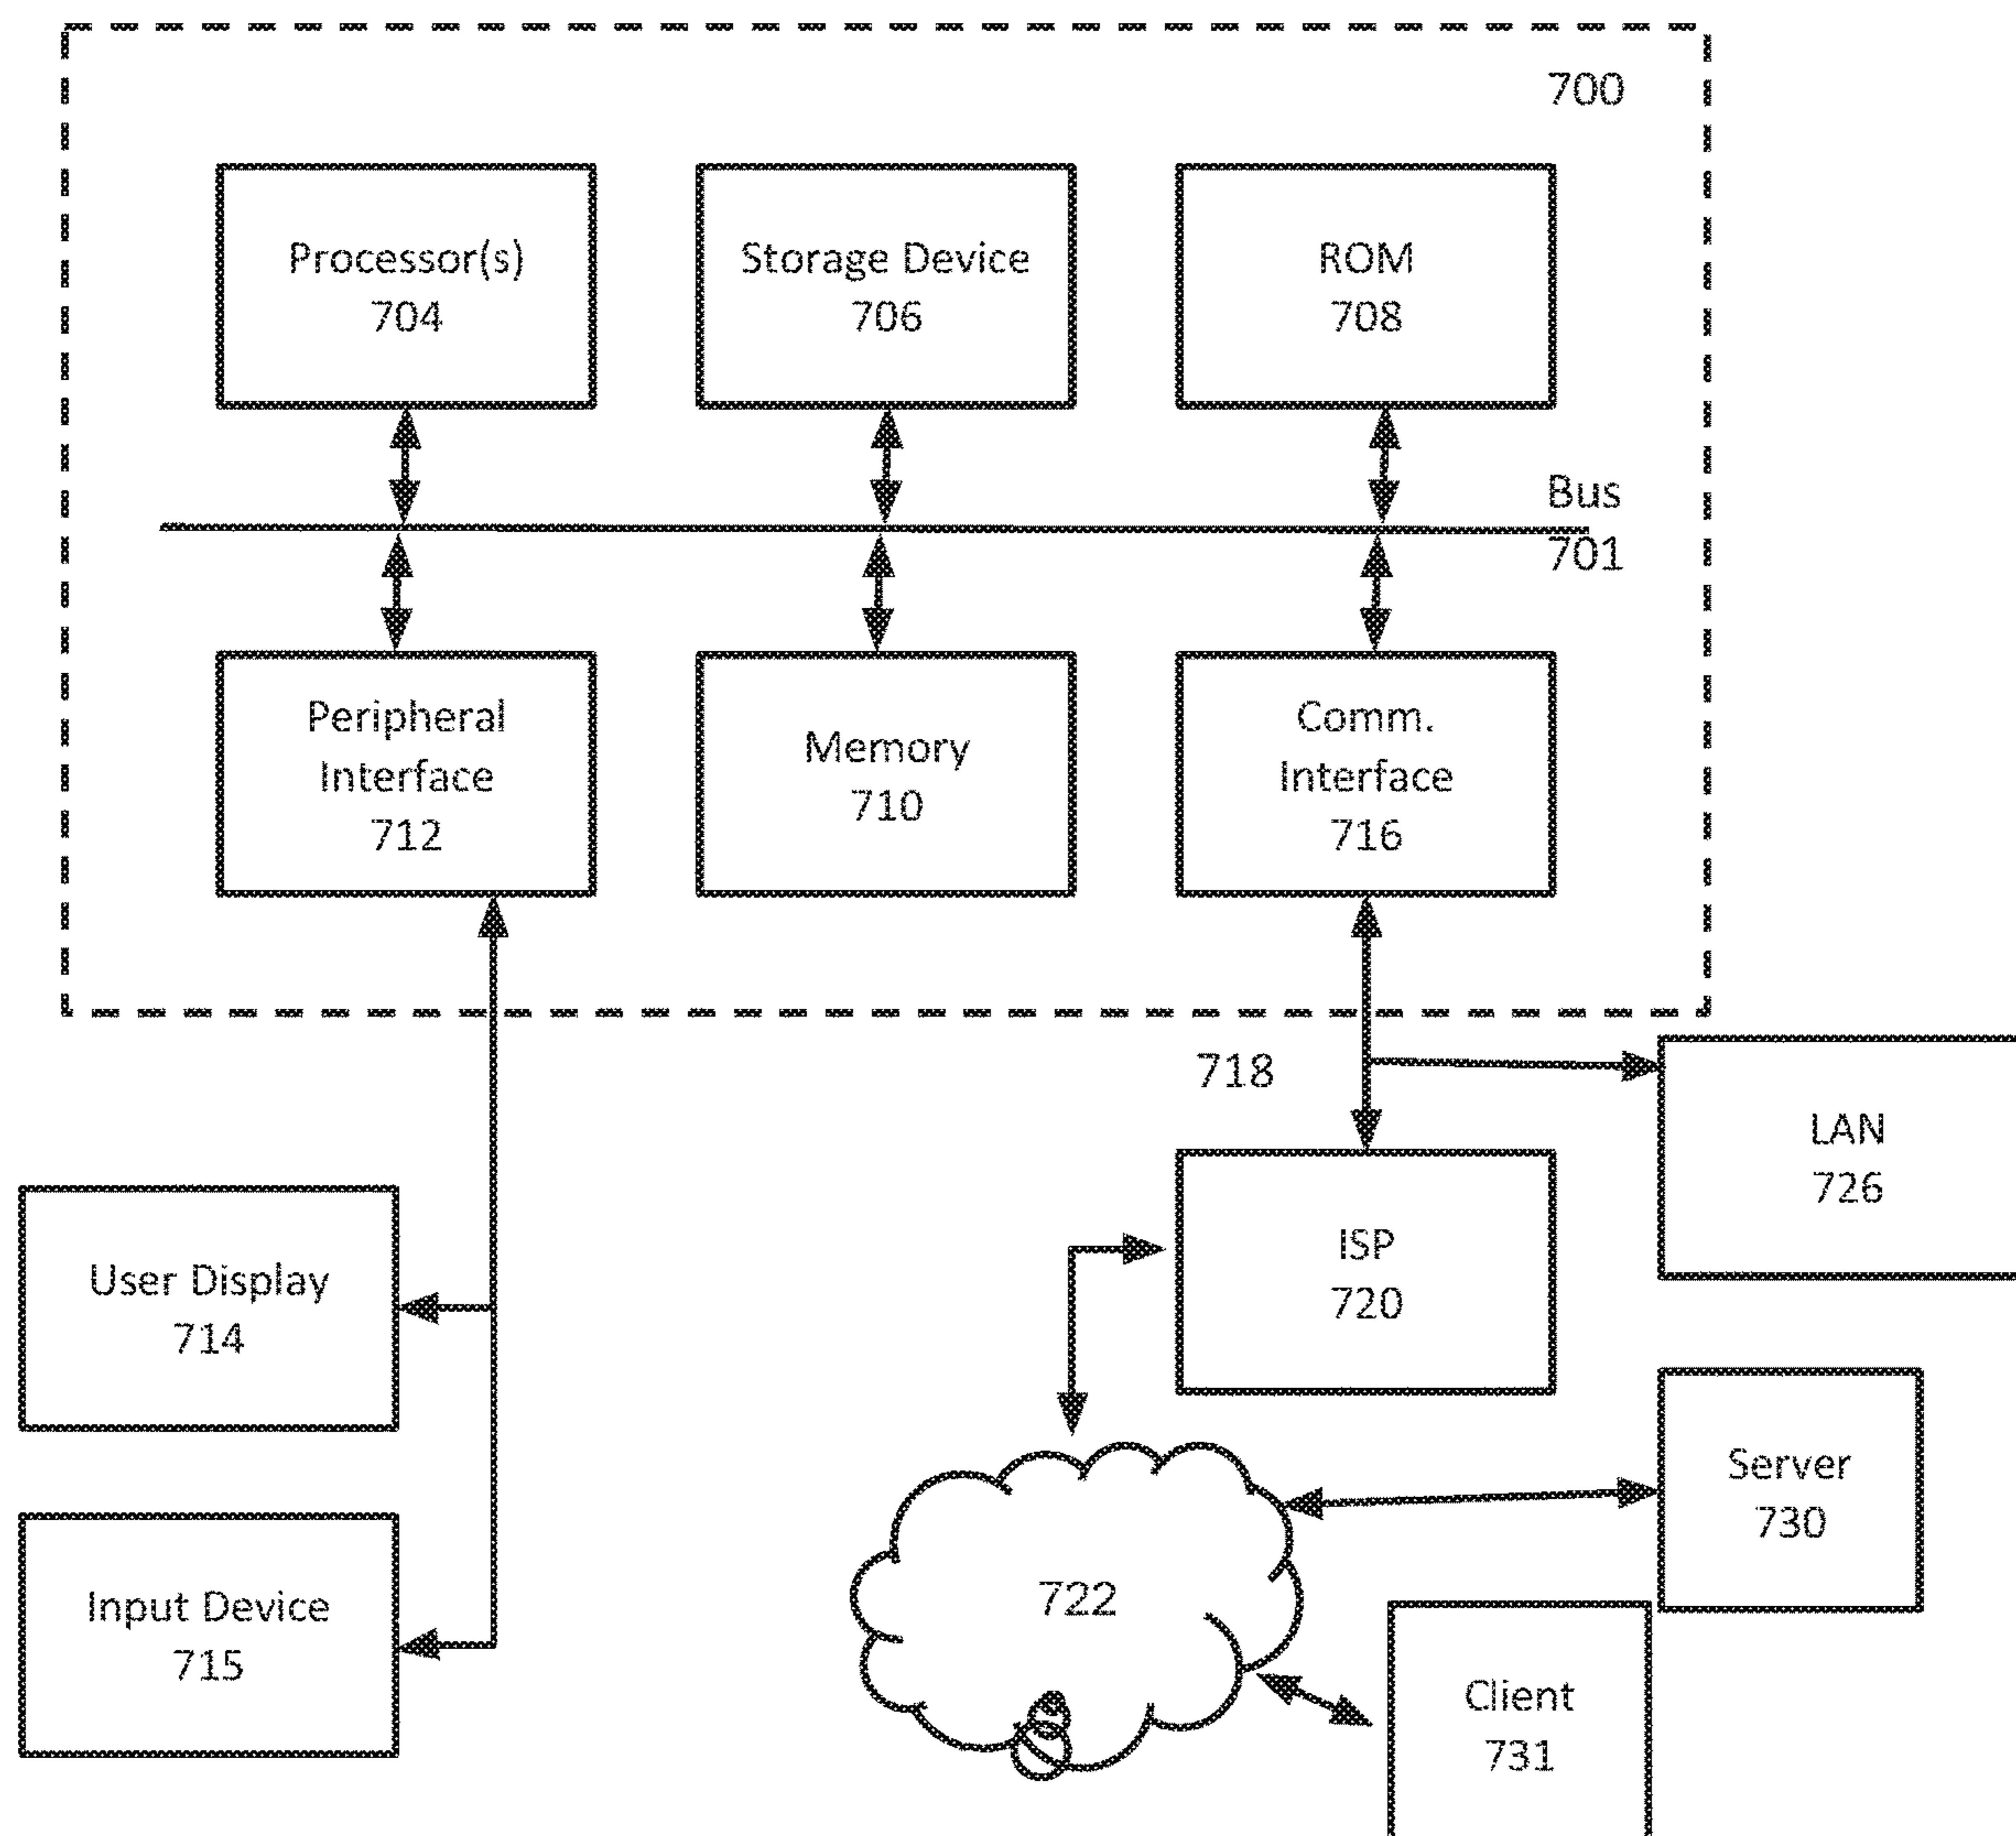 700
Processor(s)
704
Storage Device
706
ROM
708
Bus
701
Peripheral
Interface
712
Memory
710
Comm.
Interface
716
718
LAN
726
User Display
714
ISP
720
Server
730
Input Device
715
722
Client
731